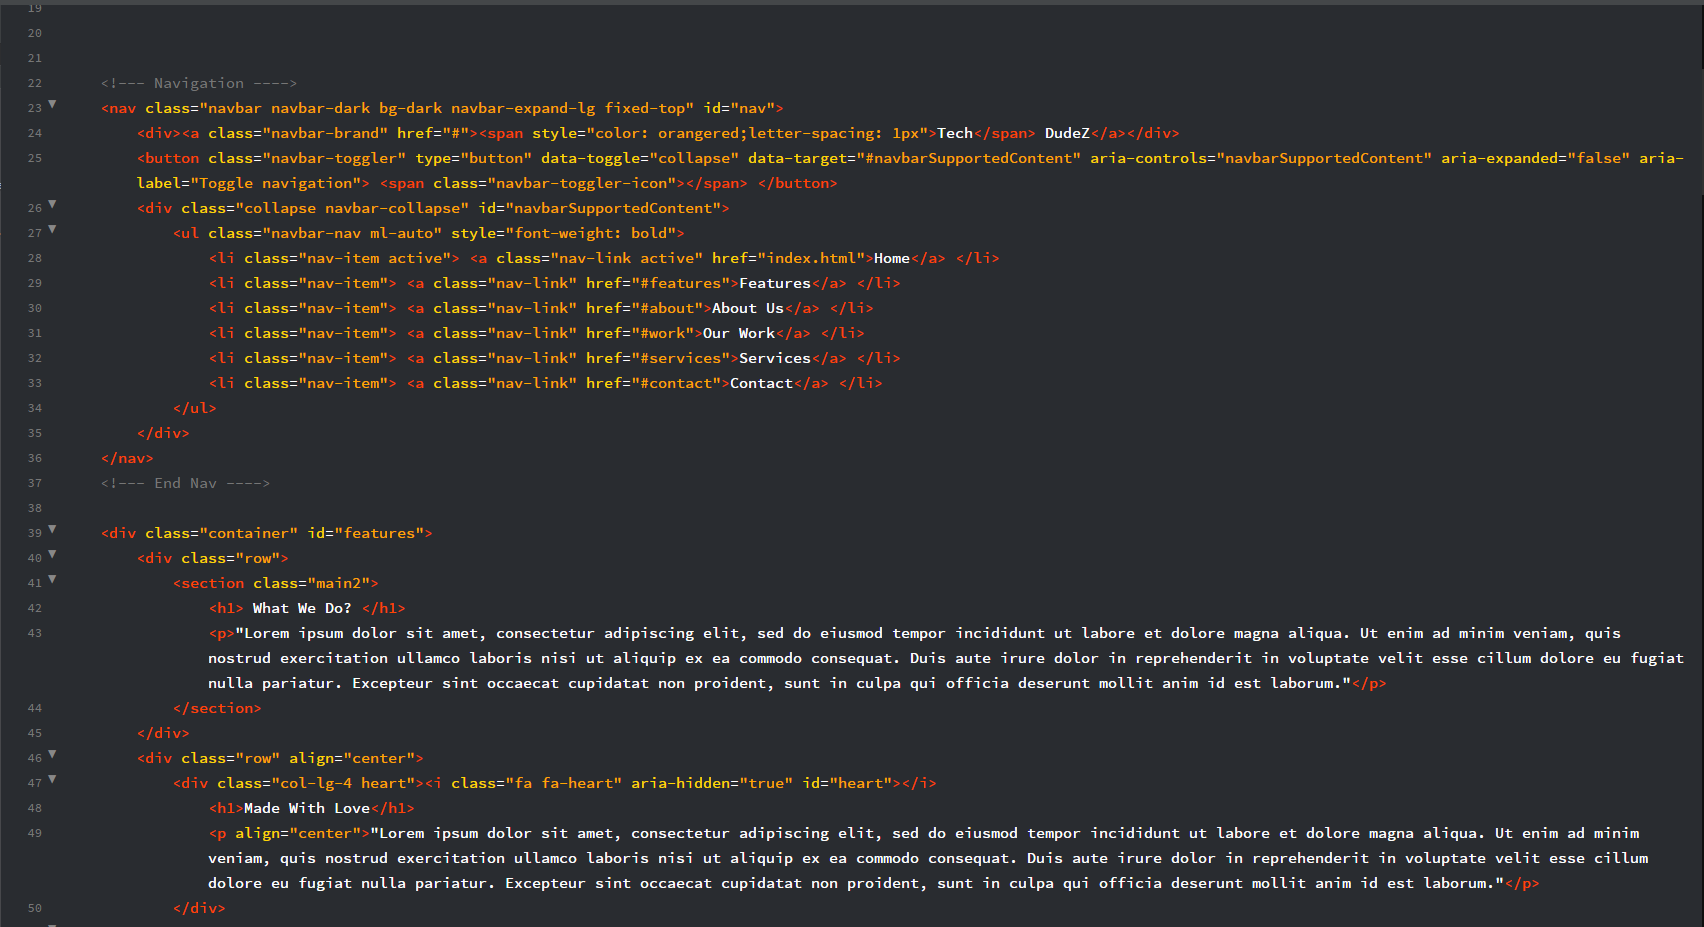 19
20
21
22 <!--- Navigation ---->
23 <nav class="navbar navbar-dark bg-dark navbar-expand-lg fixed-top" id="nav">
24 <div><a class="navbar-brand" href="#"><span style="color: orangered;letter-spacing: 1px">Tech</span> DudeZ</a></div>
25 <button class="navbar-toggler" type="button" data-toggle="collapse" data-target="#navbarSupportedContent" aria-controls="navbarSupportedContent" aria-expanded="false" aria-
label="Toggle navigation"> <span class="navbar-toggler-icon"></span> </button>
26 <div class="collapse navbar-collapse" id="navbarSupportedContent">
27 <ul class="navbar-nav ml-auto" style="font-weight: bold">
28 <li class="nav-item active"> <a class="nav-link active" href="index.html">Home</a> </li>
29 <li class="nav-item"> <a class="nav-link" href="#features">Features</a> </li>
30 <li class="nav-item"> <a class="nav-link" href="#about">About Us</a> </li>
31 <li class="nav-item"> <a class="nav-link" href="#work">Our Work</a> </li>
32 <li class="nav-item"> <a class="nav-link" href="#services">Services</a> </li>
33 <li class="nav-item"> <a class="nav-link" href="#contact">Contact</a> </li>
34 </ul>
35 </div>
36 </nav>
37 <!--- End Nav ---->
38
39 <div class="container" id="features">
40 <div class="row">
41 <section class="main2">
42 <h1> What We Do? </h1>
43 <p>"Lorem ipsum dolor sit amet, consectetur adipiscing elit, sed do eiusmod tempor incididunt ut labore et dolore magna aliqua. Ut enim ad minim veniam, quis
nostrud exercitation ullamco laboris nisi ut aliquip ex ea commodo consequat. Duis aute irure dolor in reprehenderit in voluptate velit esse cillum dolore eu fugiat
nulla pariatur. Excepteur sint occaecat cupidatat non proident, sunt in culpa qui officia deserunt mollit anim id est laborum."</p>
44 </section>
45 </div>
46 <div class="row" align="center">
47 <div class="col-lg-4 heart"><i class="fa fa-heart" aria-hidden="true" id="heart"></i>
48 <h1>Made With Love</h1>
49 <p align="center">"Lorem ipsum dolor sit amet, consectetur adipiscing elit, sed do eiusmod tempor incididunt ut labore et dolore magna aliqua. Ut enim ad minim
veniam, quis nostrud exercitation ullamco laboris nisi ut aliquip ex ea commodo consequat. Duis aute irure dolor in reprehenderit in voluptate velit esse cillum
dolore eu fugiat nulla pariatur. Excepteur sint occaecat cupidatat non proident, sunt in culpa qui officia deserunt mollit anim id est laborum."</p>
50 </div>